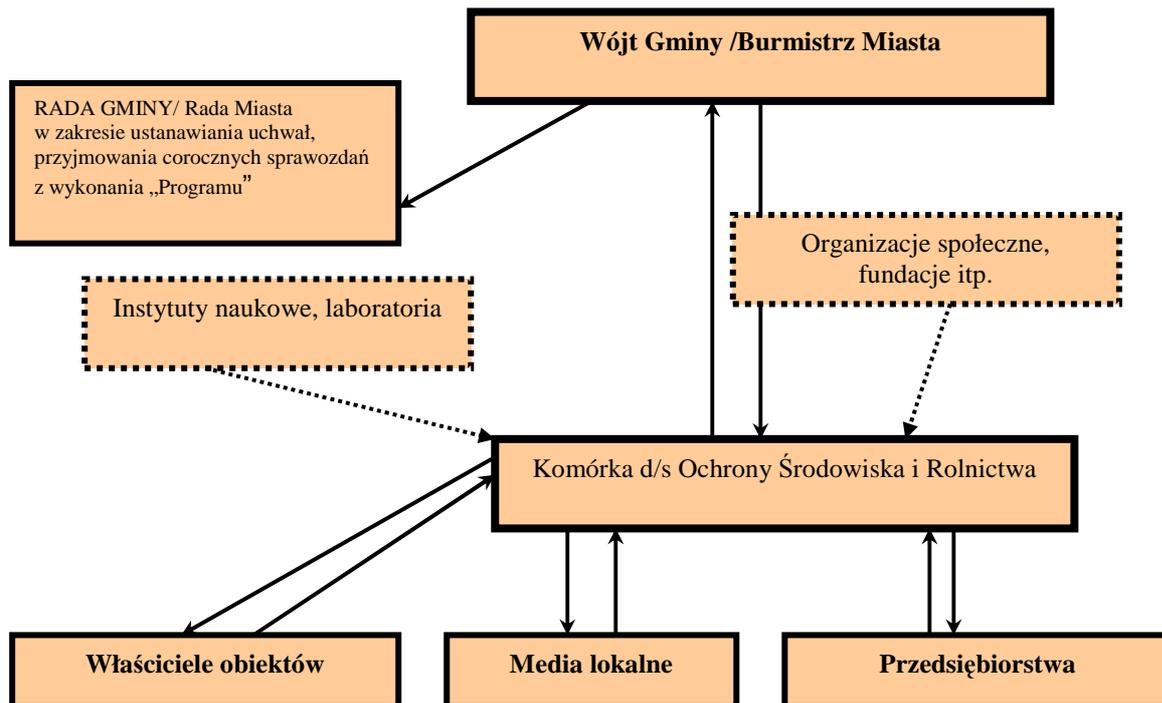 Wójt Gminy /Burmistrz Miasta
RADA GMINY/ Rada Miasta
w zakresie ustanawiania uchwał,
przyjmowania corocznych sprawozdań
z wykonania „Programu”
Organizacje społeczne,
fundacje itp.
Instytuty naukowe, laboratoria
Komórka d/s Ochrony Środowiska i Rolnictwa
Właściciele obiektów
Media lokalne
Przedsiębiorstwa